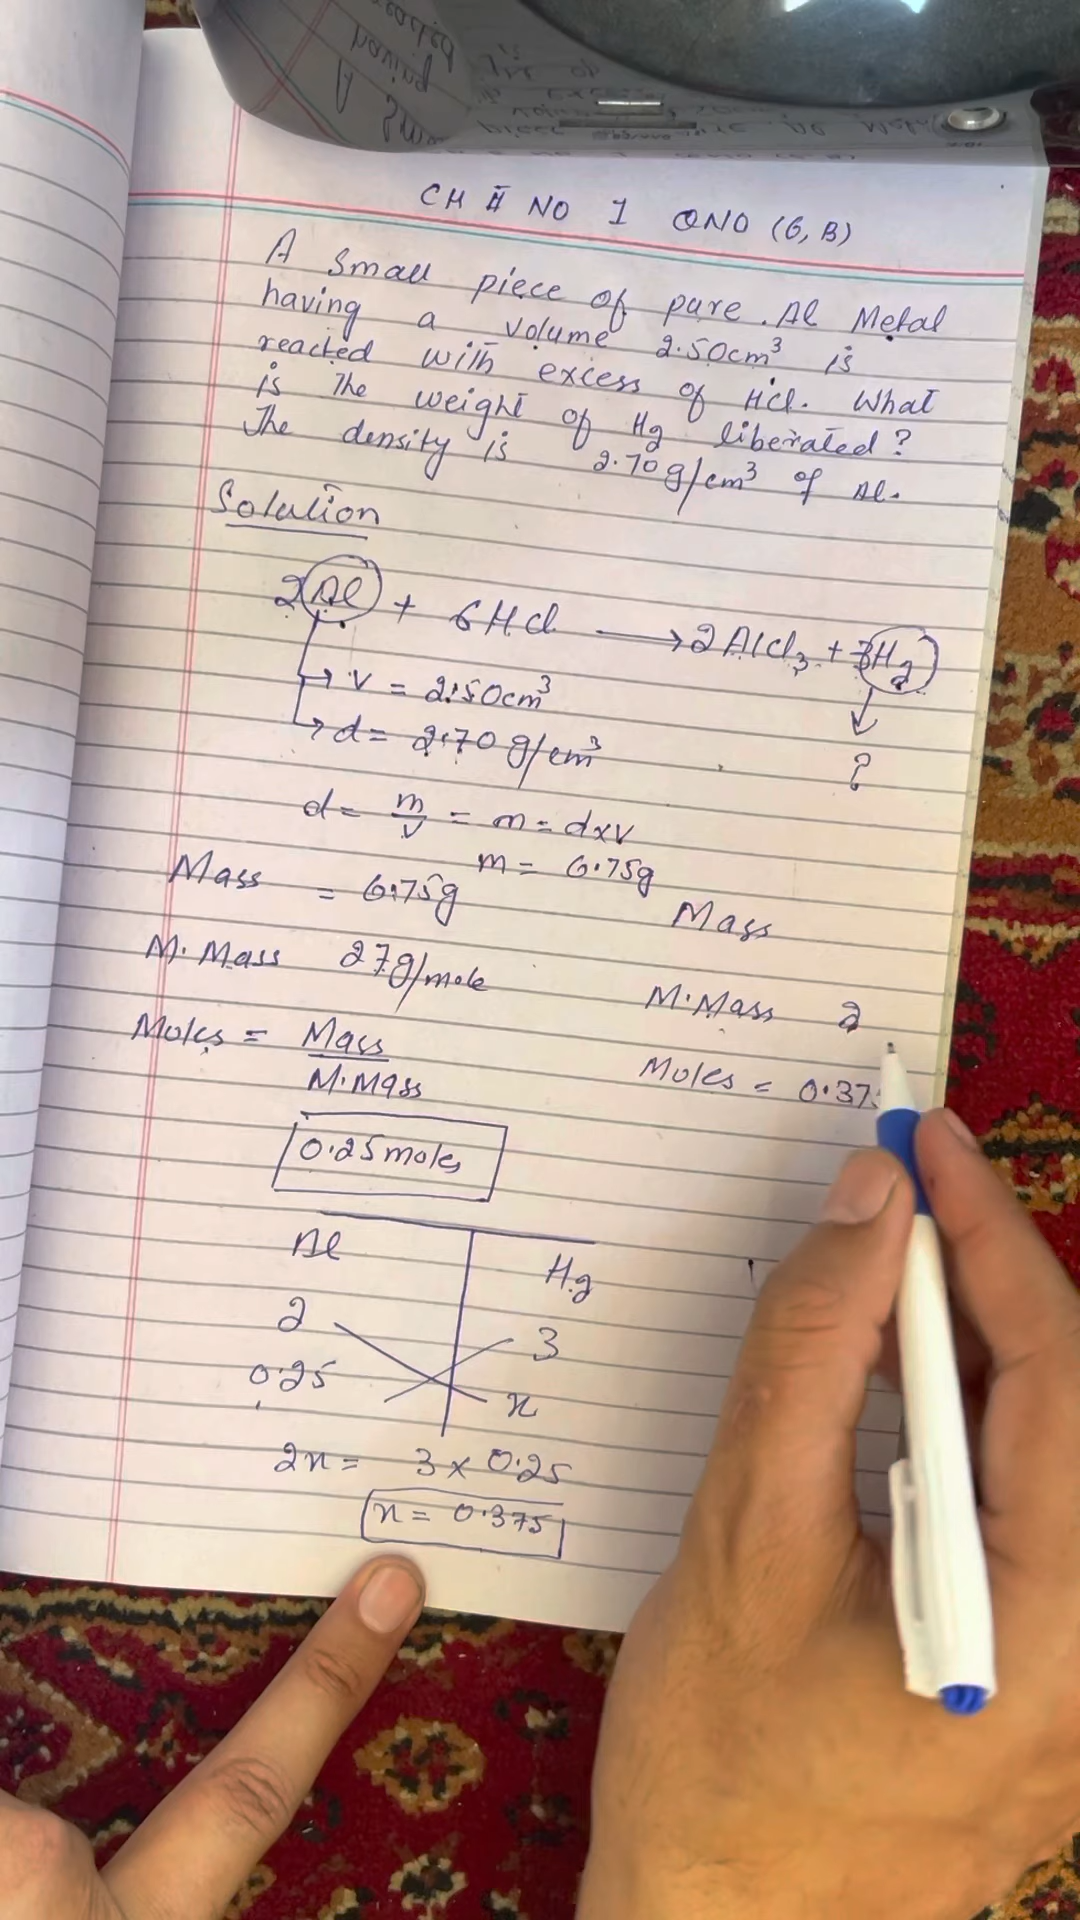 CH # NO 1 QNO (6, B)
A Small piece of pure Al Metal
having a volume 2.50cm³ is
reacted with excess of HCl. What
is the weight of H₂ liberated?
The density is 2.70g/cm³ of Al.
Solution
2Al + 6HCl → 2AlCl₃ + 3H₂
→ v = 2.50cm³
→ d = 2.70 g/cm³
?
d = m/v = m = d×v
m = 6.75g
Mass = 6.75g
Mass
M.Mass 27g/mole
M.Mass 2
Moles = Mass
M.Mass
Moles = 0.37
0.25 moles
Al H₂
2 3
0.25 x
2x = 3 × 0.25
x = 0.375